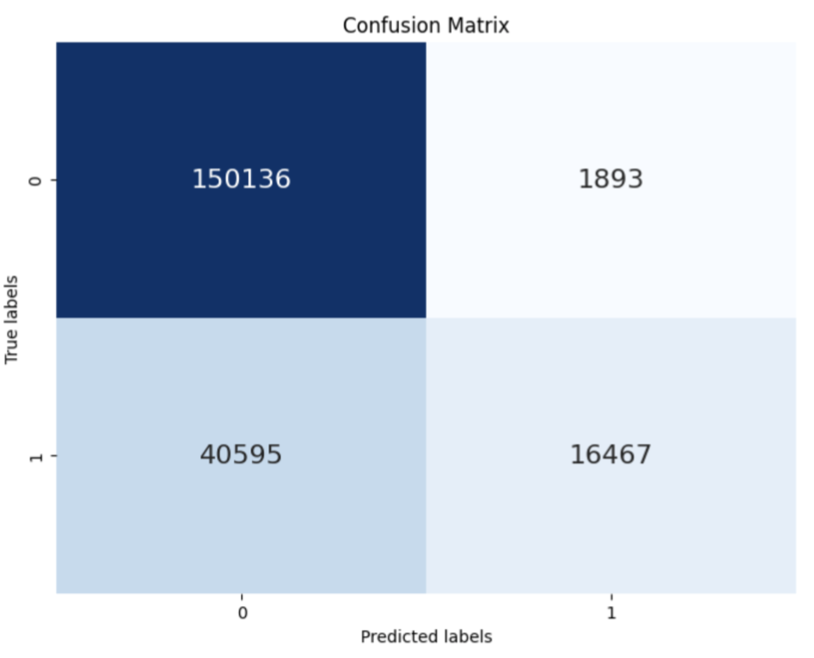 Confusion Matrix
0
150136 1893
True labels
1
40595 16467
0 1
Predicted labels